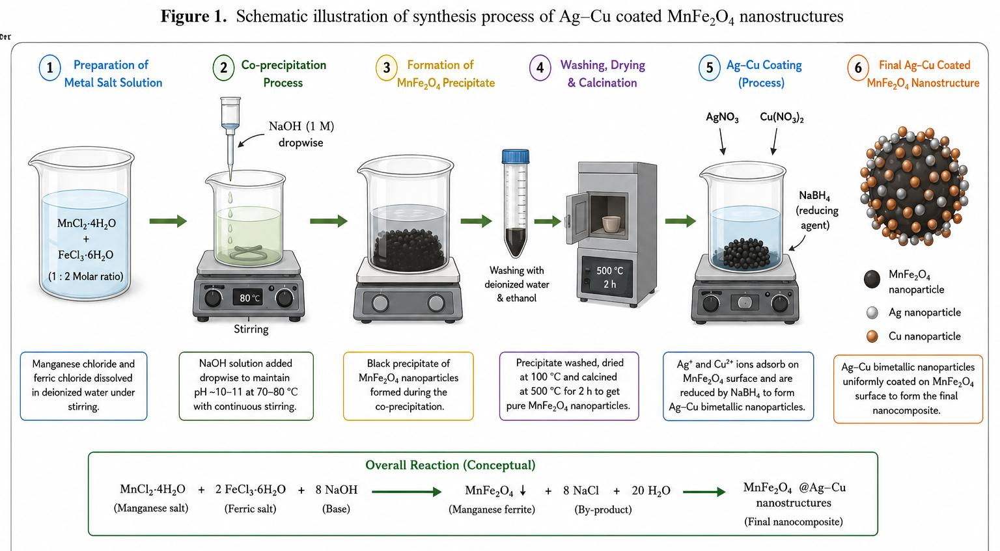 Figure 1. Schematic illustration of synthesis process of Ag–Cu coated MnFe₂O₄ nanostructures
1
Preparation of
Metal Salt Solution
2
Co-precipitation
Process
3
Formation of
MnFe₂O₄ Precipitate
4
Washing, Drying
& Calcination
5
Ag–Cu Coating
(Process)
6
Final Ag–Cu Coated
MnFe₂O₄ Nanostructure
MnCl₂·4H₂O
+
FeCl₃·6H₂O
(1 : 2 Molar ratio)
NaOH (1 M)
dropwise
80 °C
Stirring
Washing with
deionized water
& ethanol
500 °C
2 h
AgNO₃
Cu(NO₃)₂
NaBH₄
(reducing
agent)
MnFe₂O₄
nanoparticle
Ag nanoparticle
Cu nanoparticle
Manganese chloride and
ferric chloride dissolved
in deionized water under
stirring.
NaOH solution added
dropwise to maintain
pH ~10–11 at 70–80 °C
with continuous stirring.
Black precipitate of
MnFe₂O₄ nanoparticles
formed during the
co-precipitation.
Precipitate washed, dried
at 100 °C and calcined
at 500 °C for 2 h to get
pure MnFe₂O₄ nanoparticles.
Ag⁺ and Cu²⁺ ions adsorb on
MnFe₂O₄ surface and are
reduced by NaBH₄ to form
Ag–Cu bimetallic nanoparticles.
Ag–Cu bimetallic nanoparticles
uniformly coated on MnFe₂O₄
surface to form the final
nanocomposite.
Overall Reaction (Conceptual)
MnCl₂·4H₂O + 2 FeCl₃·6H₂O + 8 NaOH → MnFe₂O₄ ↓ + 8 NaCl + 20 H₂O → MnFe₂O₄ @Ag–Cu
nanostructures
(Manganese salt) (Ferric salt) (Base) (Manganese ferrite) (By-product)
(Final nanocomposite)